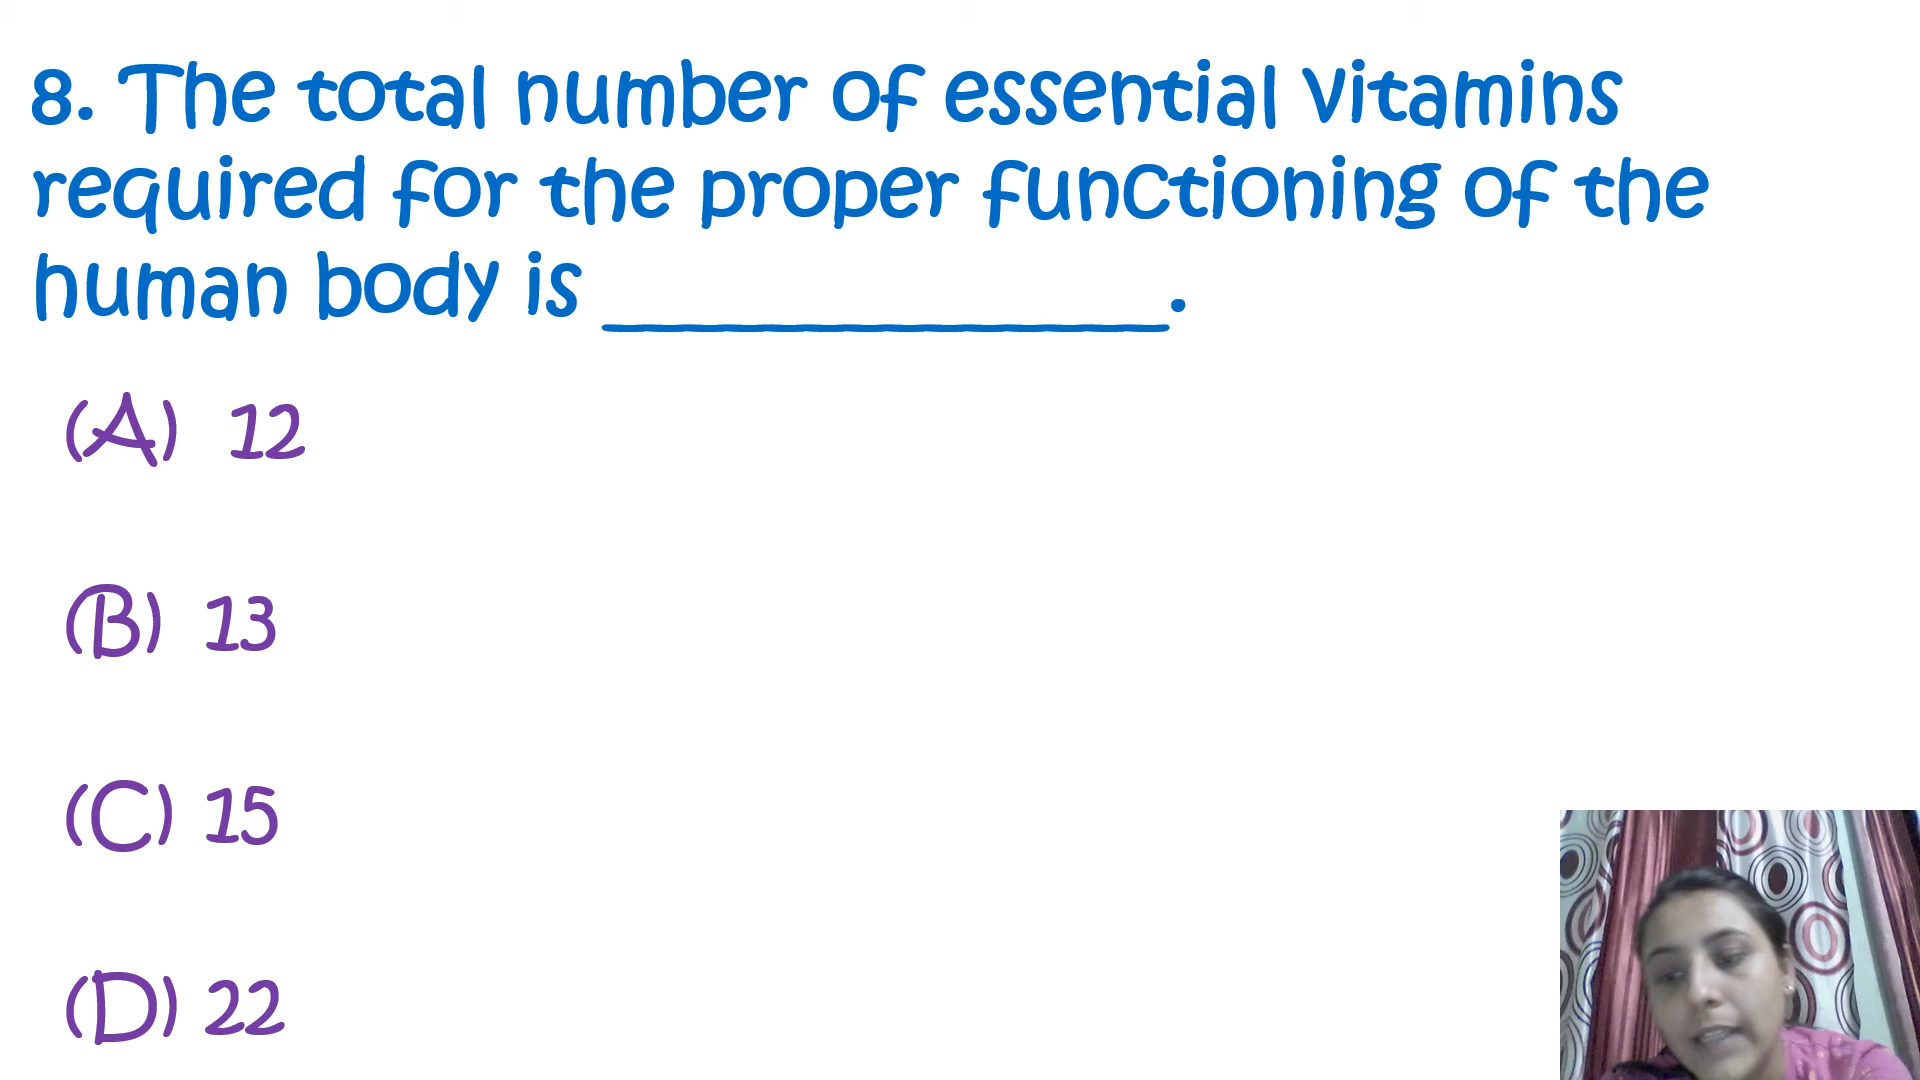 8. The total number of essential vitamins
required for the proper functioning of the
human body is ______________.
(A) 12
(B) 13
(C) 15
(D) 22